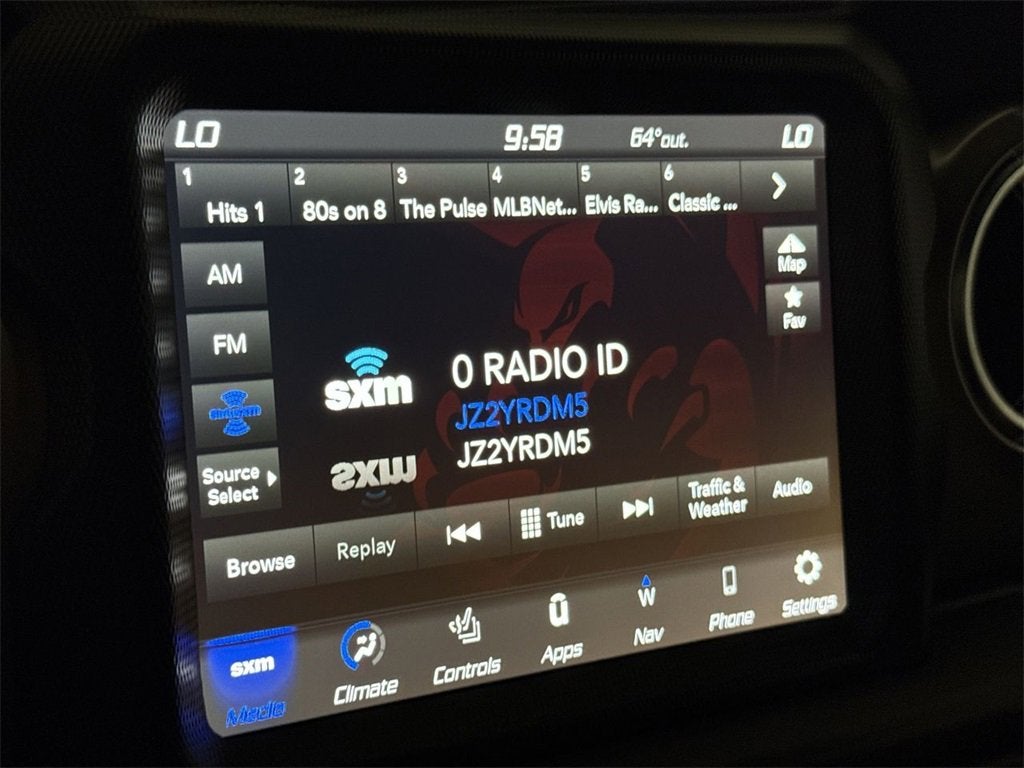 LO 9:58 64°out. LO
1 2 3 4 5 6
Hits 1 80s on 8 The Pulse MLBNet... Elvis Ra... Classic ...
AM
Map
FM
Fav
sxm
0 RADIO ID
JZ2YRDM5
JZ2YRDM5
siriusxm
Source
Select
Browse
Replay
Tune
Traffic &
Weather
Audio
sxm
Media
Climate
Controls
Apps
W
Nav
Phone
Settings